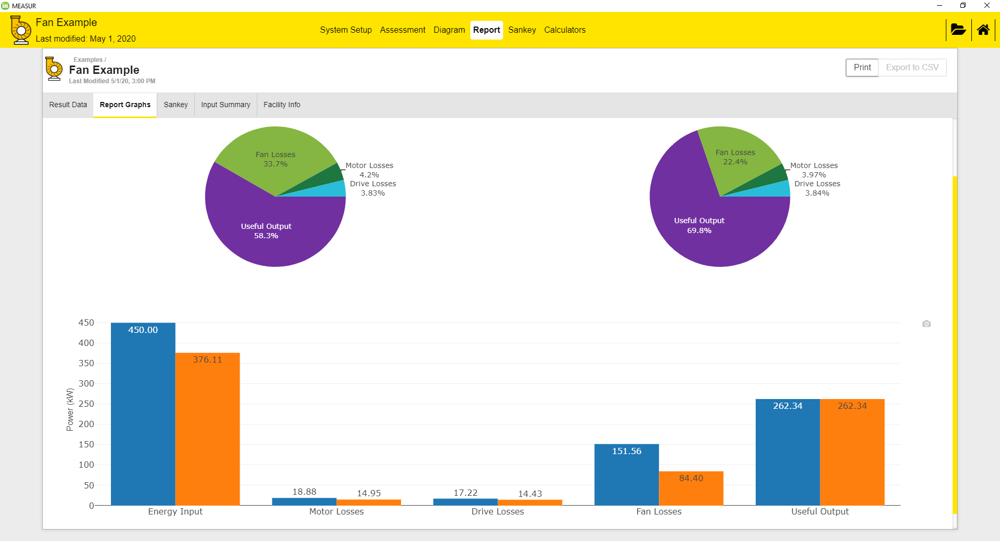 MEASUR
Fan Example
Last modified: May 1, 2020
System Setup
Assessment
Diagram
Report
Sankey
Calculators
Examples /
Fan Example
Last Modified 5/1/20, 3:00 PM
Print
Export to CSV
Result Data
Report Graphs
Sankey
Input Summary
Facility Info
Fan Losses
33.7%
Motor Losses
4.2%
Drive Losses
3.83%
Useful Output
58.3%
Fan Losses
22.4%
Motor Losses
3.97%
Drive Losses
3.84%
Useful Output
69.8%
Power (kW)
450
400
350
300
250
200
150
100
50
0
450.00
376.11
18.88
14.95
17.22
14.43
151.56
84.40
262.34
262.34
Energy Input
Motor Losses
Drive Losses
Fan Losses
Useful Output